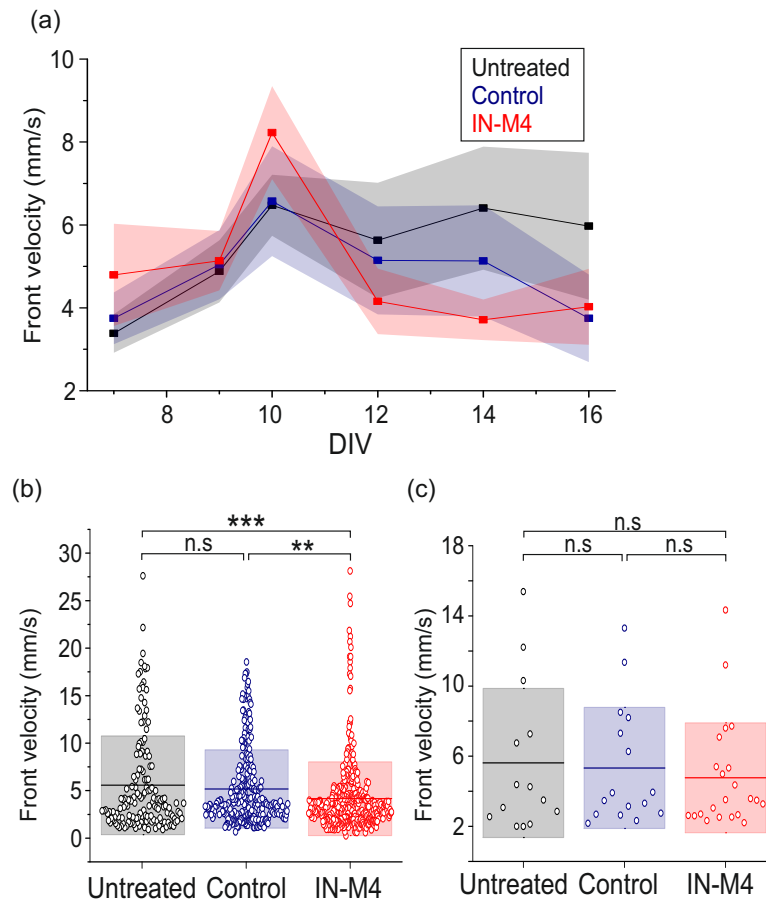 (a)
Front velocity (mm/s)
10
8
6
4
2
Untreated
Control
IN-M4
8
10
12
14
16
DIV
(b)
Front velocity (mm/s)
30
25
20
15
10
5
0
***
n.s
**
Untreated
Control
IN-M4
(c)
Front velocity (mm/s)
18
14
10
6
2
n.s
n.s
n.s
Untreated
Control
IN-M4